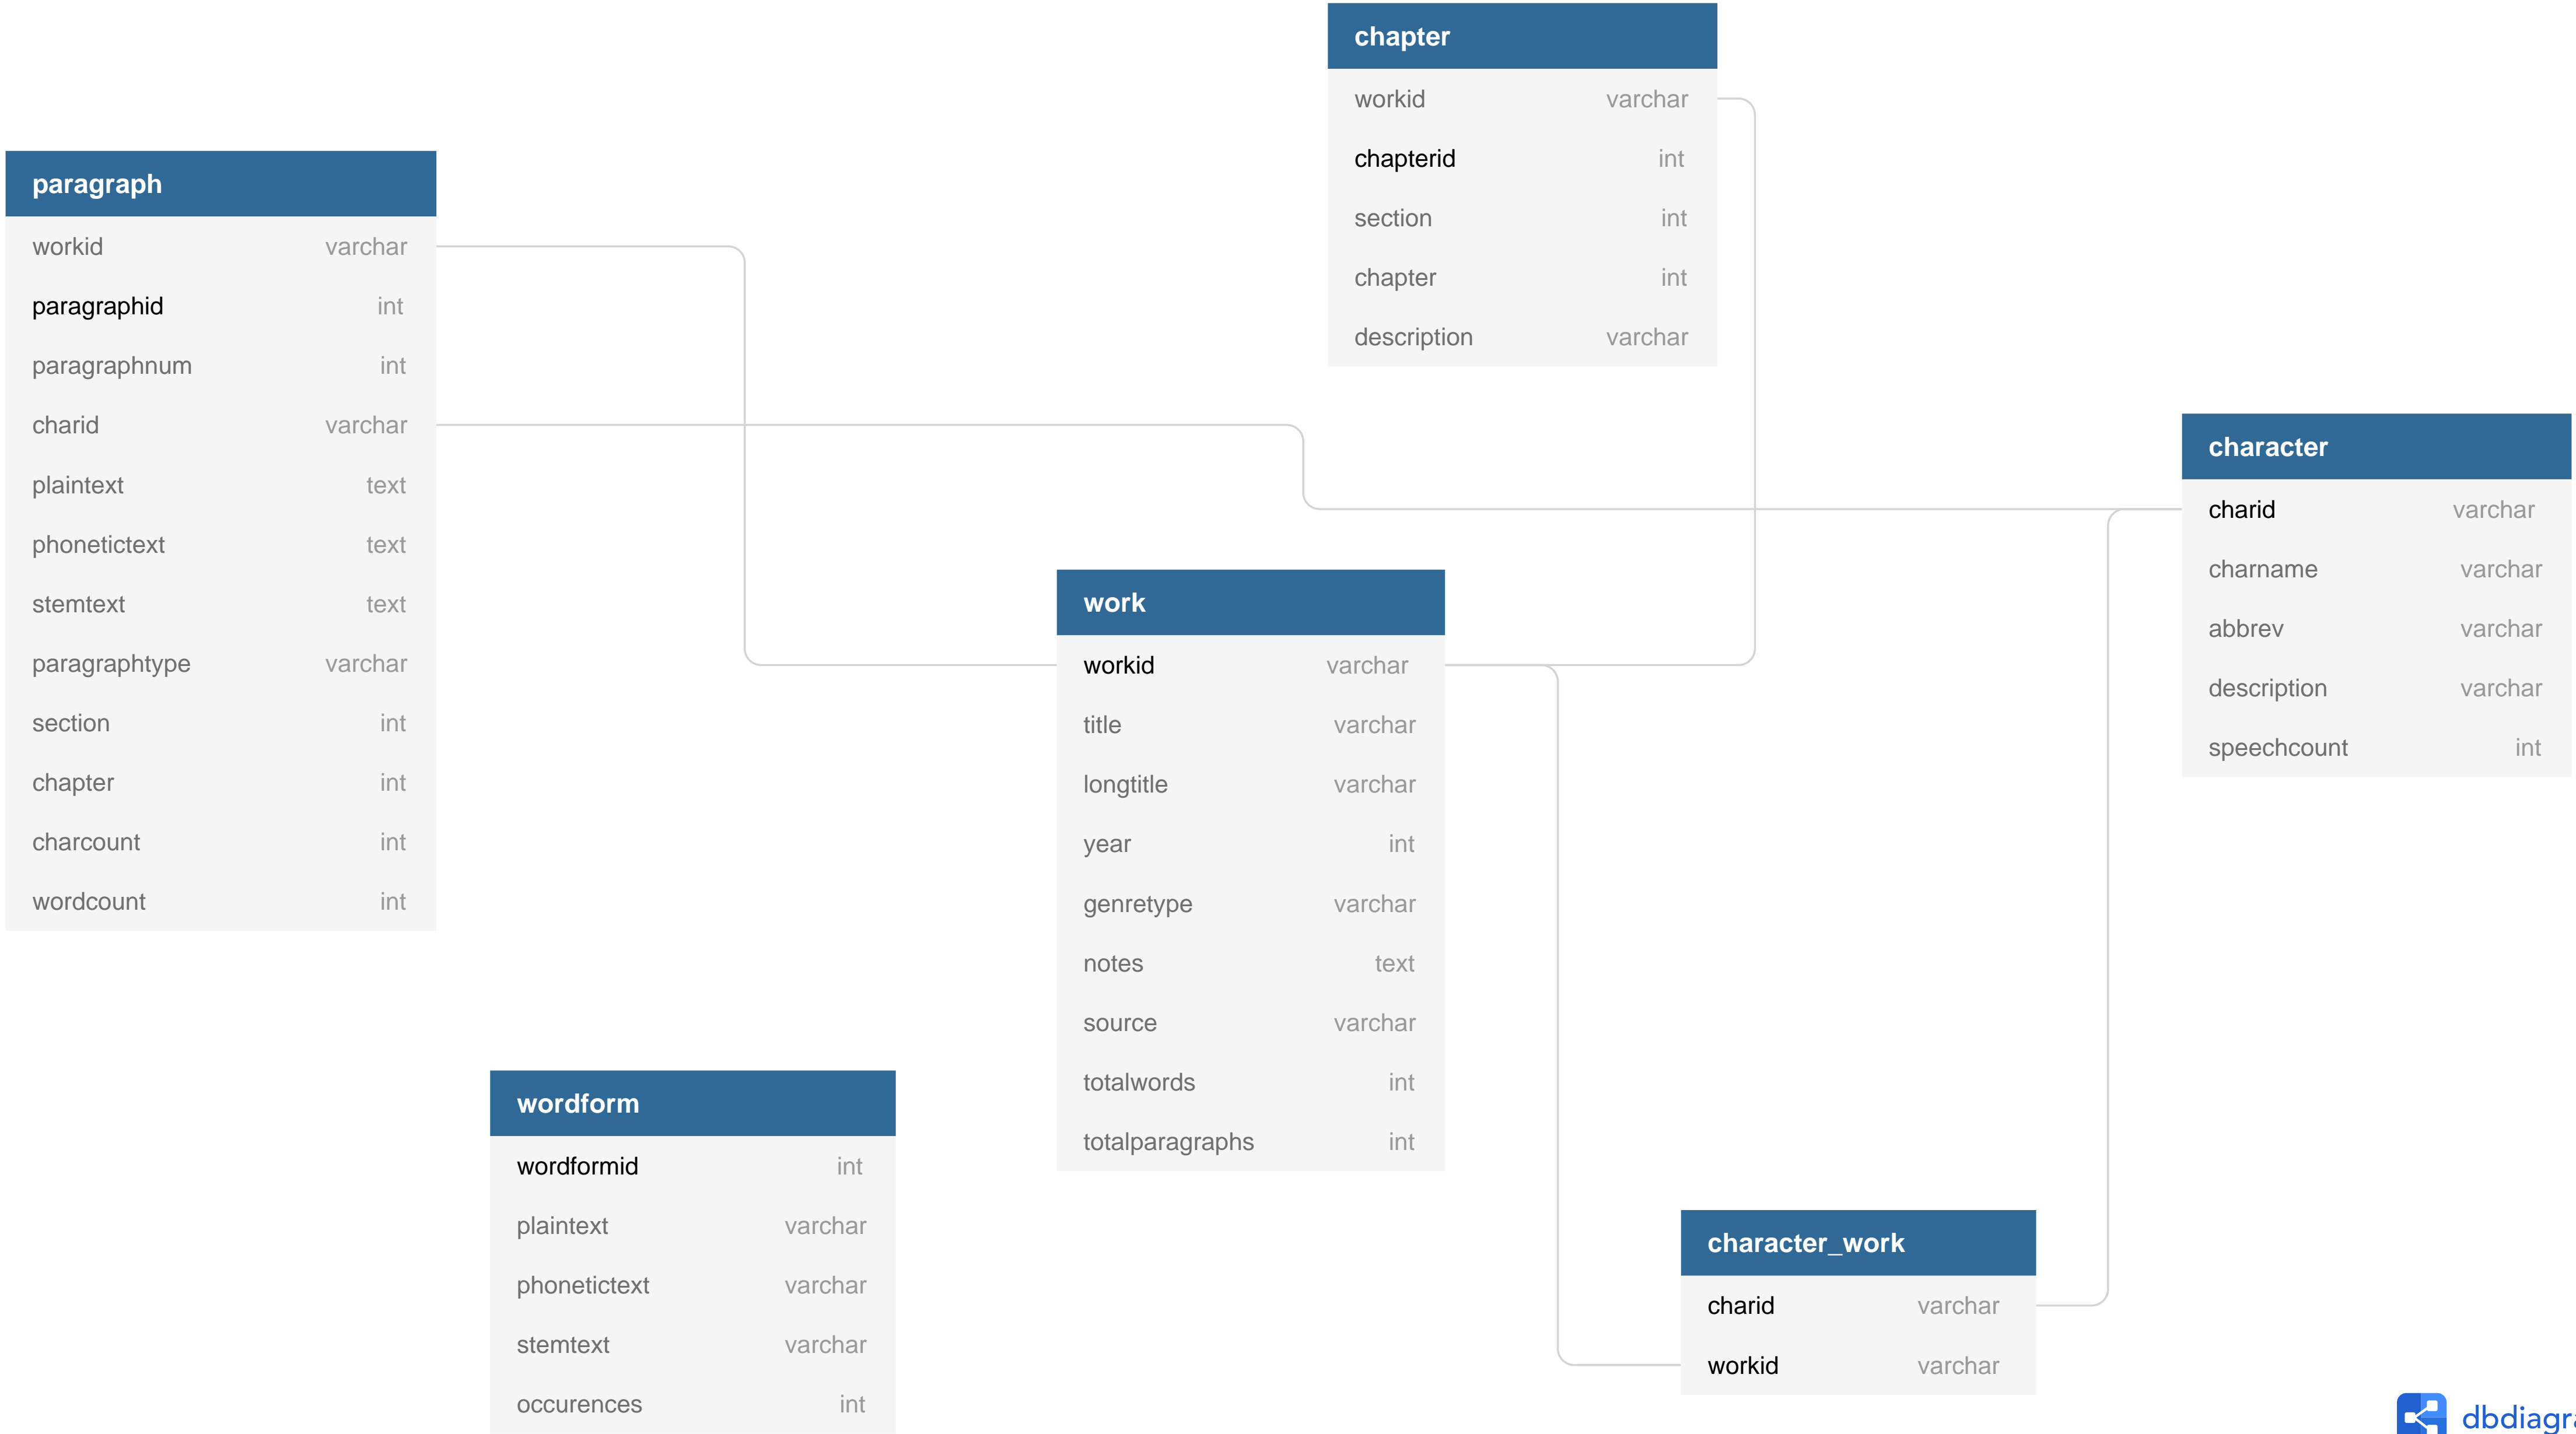 chapter
workid varchar
chapterid int
section int
chapter int
description varchar
paragraph
workid varchar
paragraphid int
paragraphnum int
charid varchar
plaintext text
phonetictext text
stemtext text
paragraphtype varchar
section int
chapter int
charcount int
wordcount int
character
charid varchar
charname varchar
abbrev varchar
description varchar
speechcount int
work
workid varchar
title varchar
longtitle varchar
year int
genretype varchar
notes text
source varchar
totalwords int
totalparagraphs int
wordform
wordformid int
plaintext varchar
phonetictext varchar
stemtext varchar
occurences int
character_work
charid varchar
workid varchar